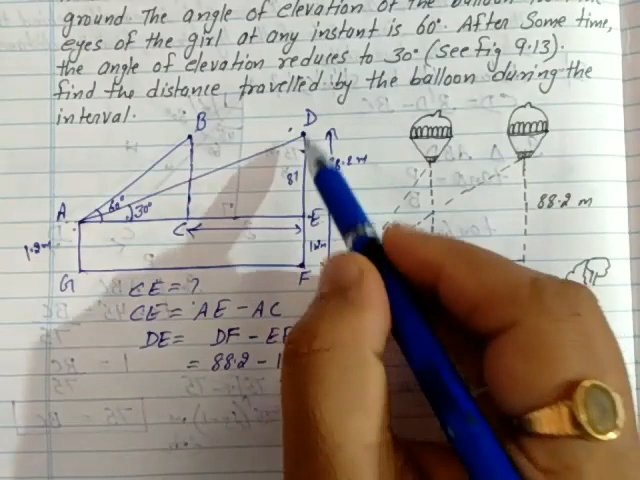 ground. The angle of elevation of the balloon
eyes of the girl at any instant is 60°. After some time,
the angle of elevation reduces to 30° (see fig 9.13).
find the distance travelled by the balloon during the
interval.
B
D
A
60°
30°
C
E
1.2m
G
F
88.2 m
CE = ?
CE = AE - AC
DE = DF - EF
= 88.2 - 1